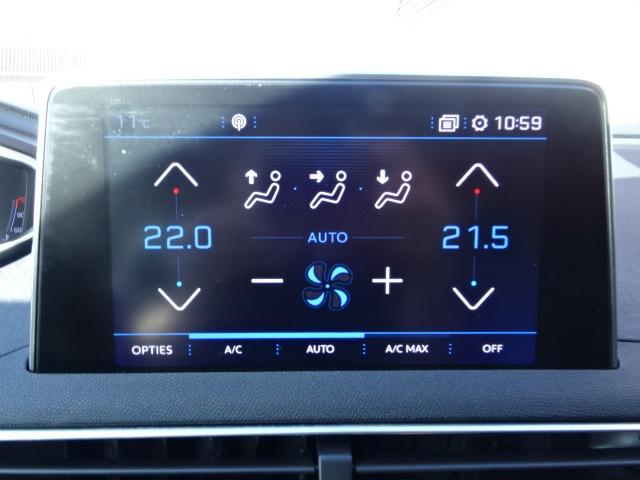 11°C 10:59
22.0 AUTO 21.5
OPTIES A/C AUTO A/C MAX OFF